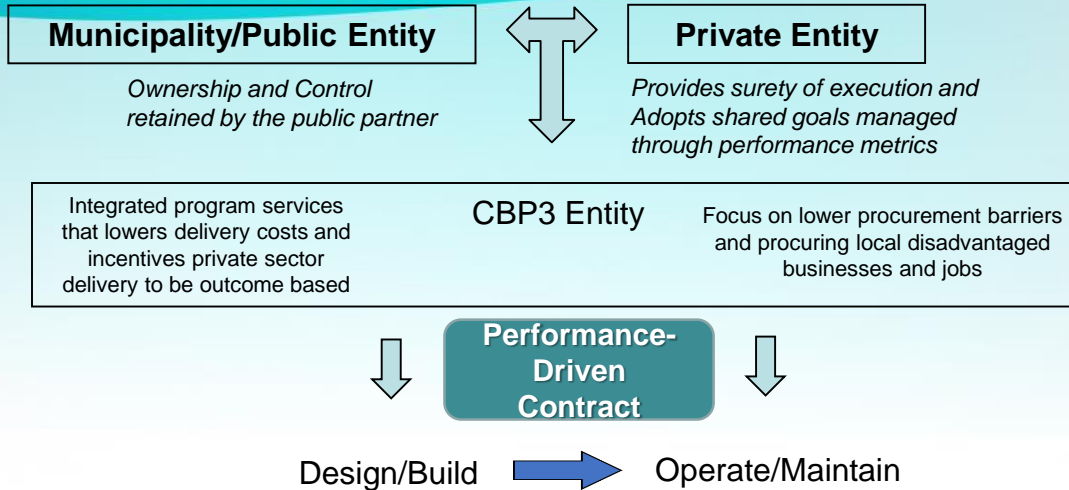 Municipality/Public Entity
Private Entity
Ownership and Control
retained by the public partner
Provides surety of execution and
Adopts shared goals managed
through performance metrics
Integrated program services
that lowers delivery costs and
incentives private sector
delivery to be outcome based
CBP3 Entity
Focus on lower procurement barriers
and procuring local disadvantaged
businesses and jobs
Performance-
Driven
Contract
Design/Build
Operate/Maintain